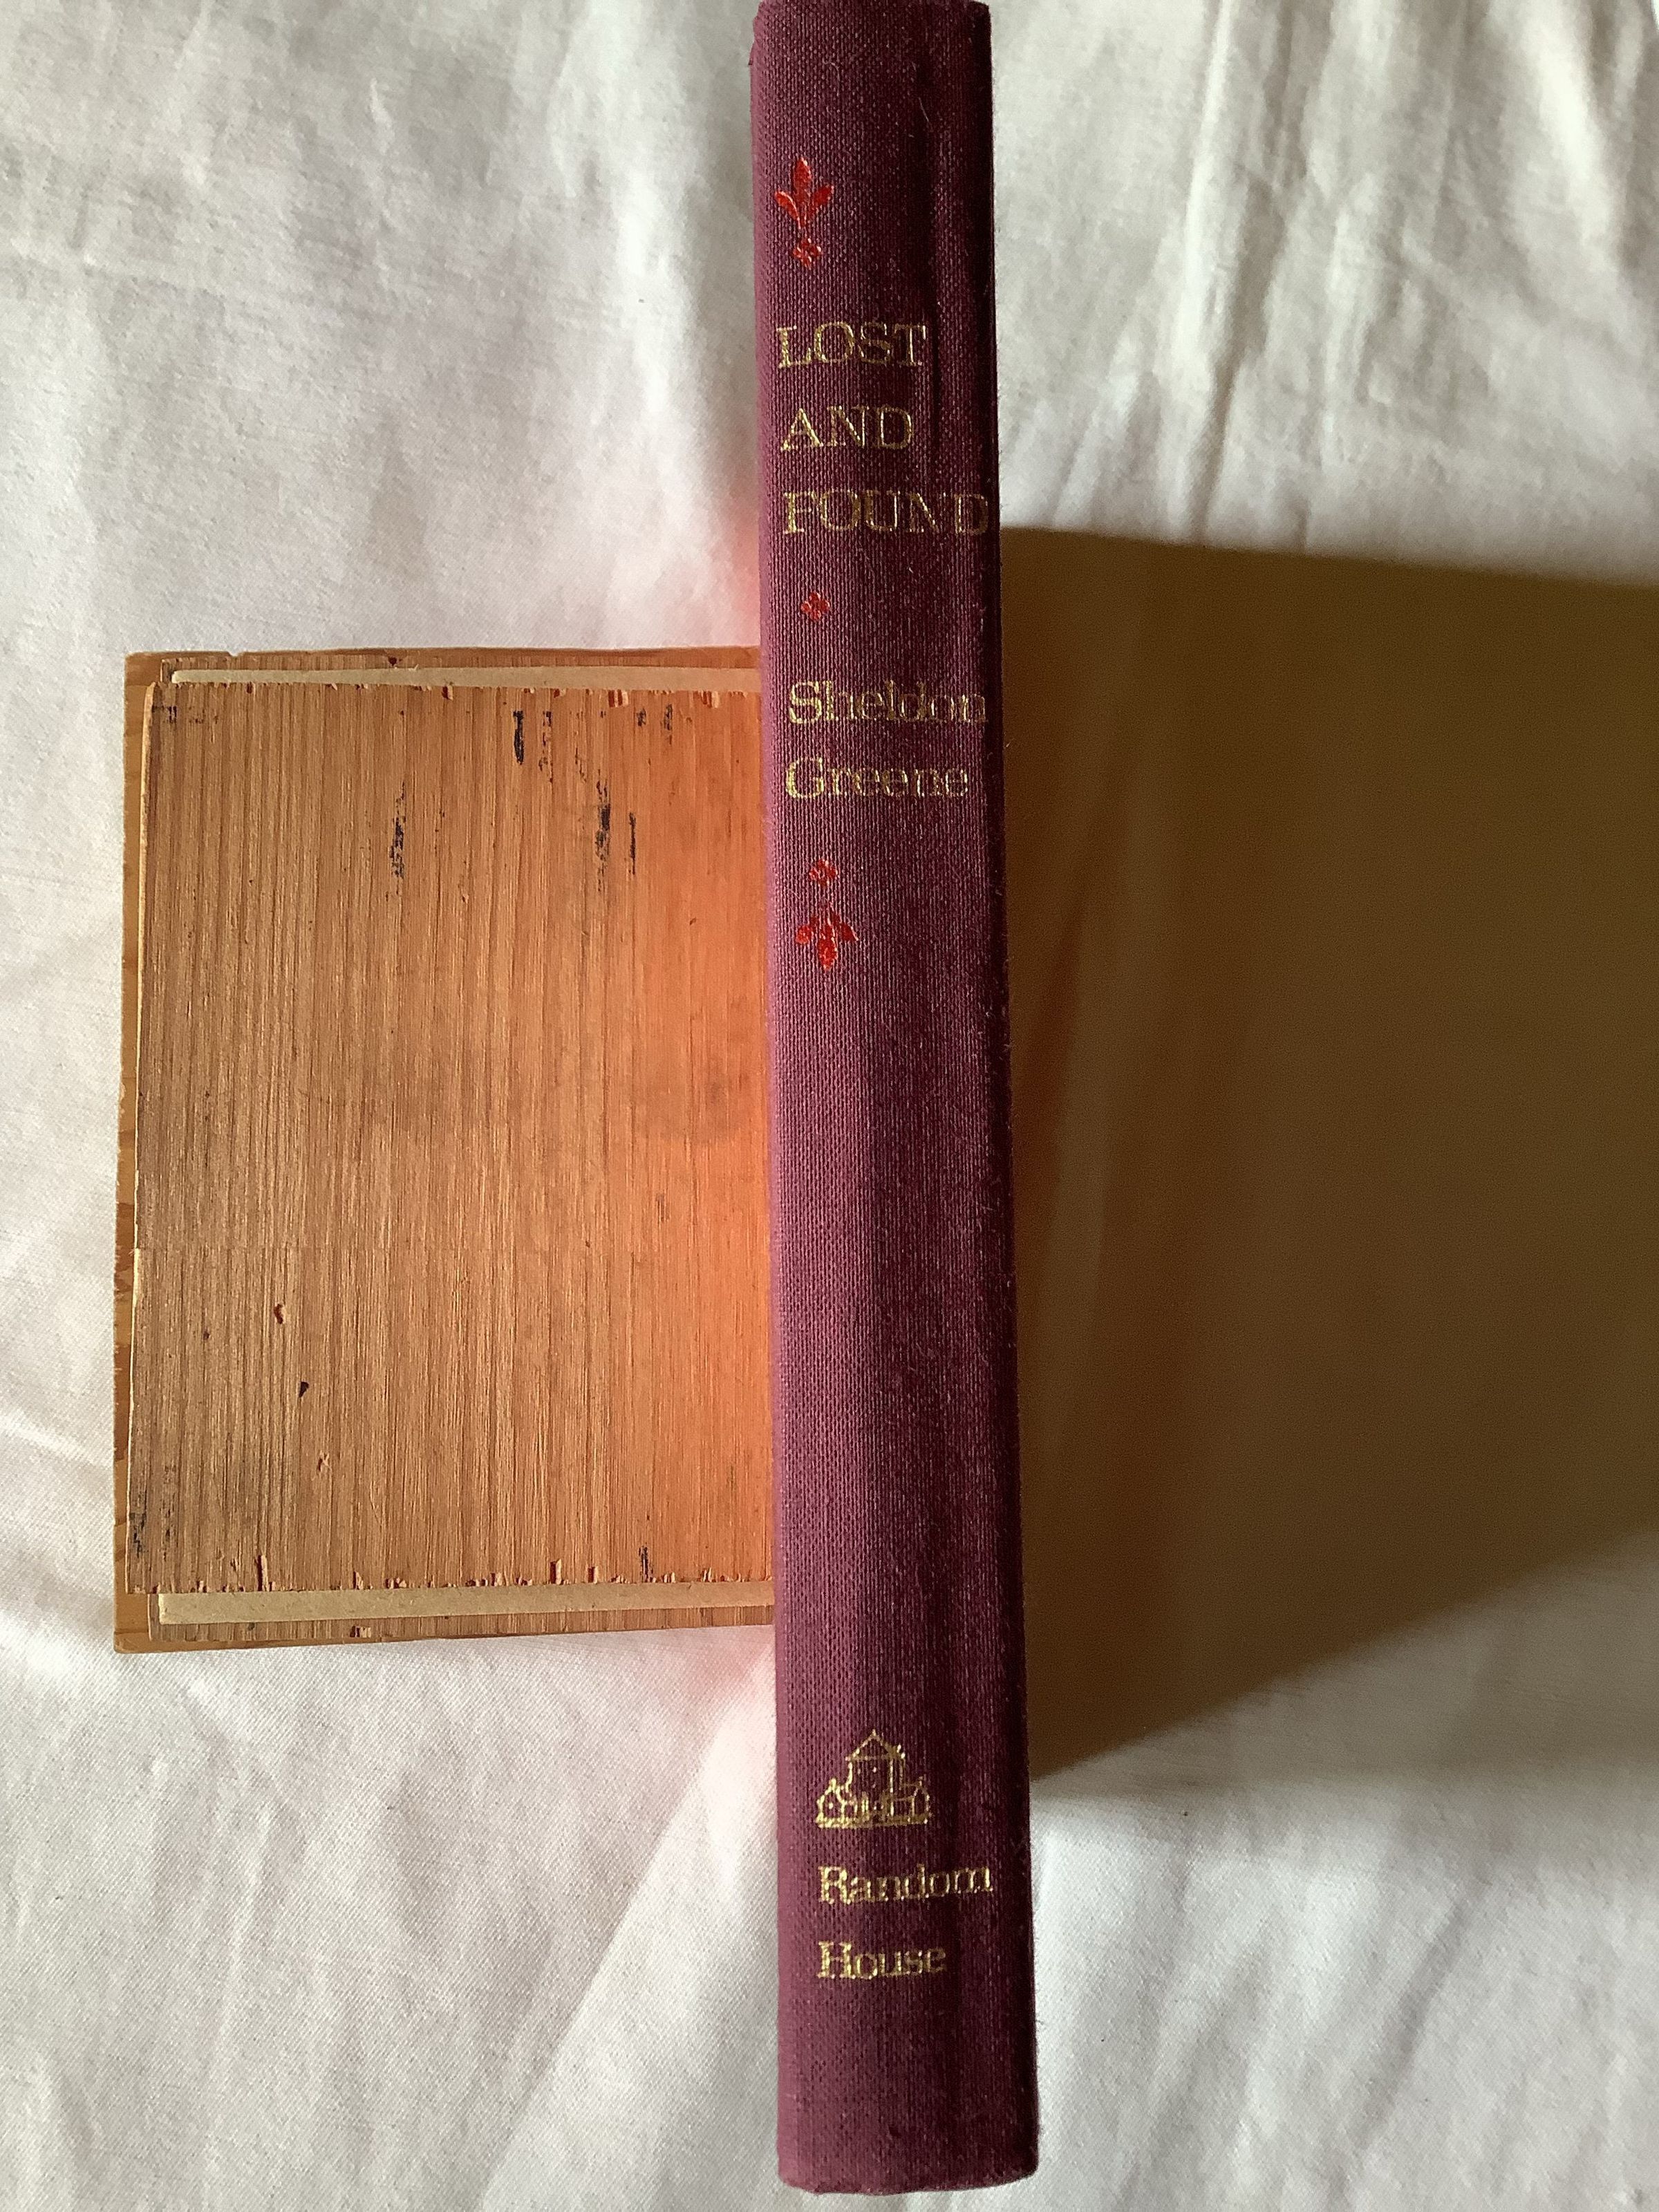 LOST
AND
FOUND
Sheldon
Greene
Random
House